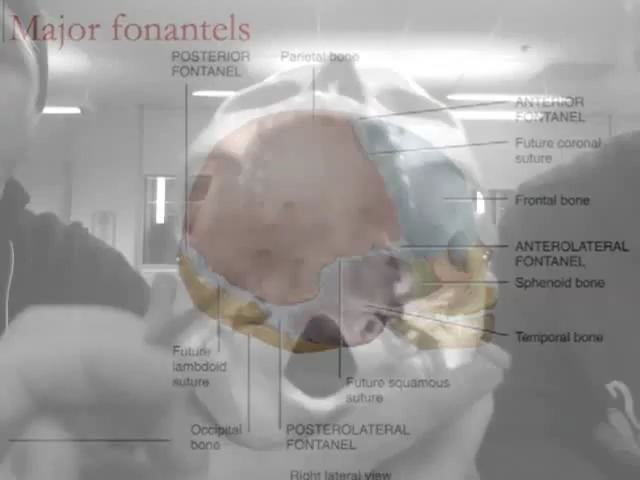 Major fonantels
POSTERIOR
FONTANEL
Parietal bone
ANTERIOR
FONTANEL
Future coronal
suture
Frontal bone
ANTEROLATERAL
FONTANEL
Sphenoid bone
Temporal bone
Future
lambdoid
suture
Future squamous
suture
Occipital
bone
POSTEROLATERAL
FONTANEL
Right lateral view